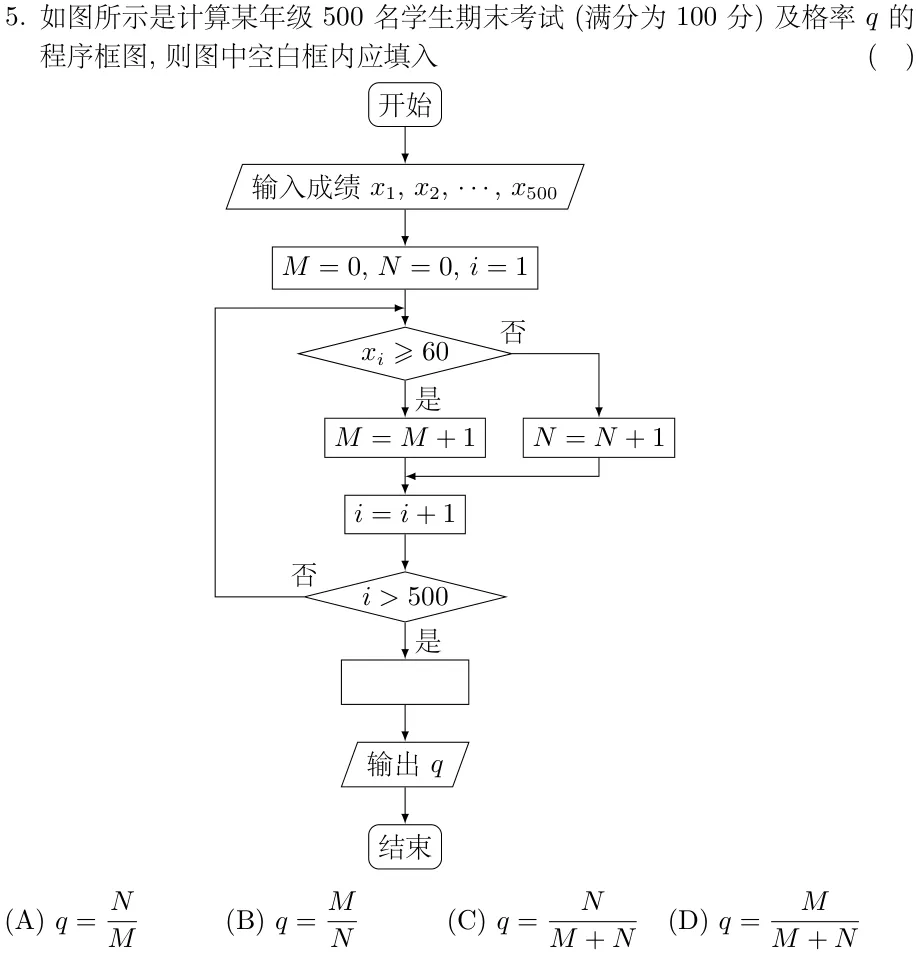 5. 如图所示是计算某年级 500 名学生期末考试 (满分为 100 分) 及格率 q 的
程序框图, 则图中空白框内应填入 ( )
开始
输入成绩 x₁, x₂, ···, x₅₀₀
M = 0, N = 0, i = 1
否
xᵢ ⩾ 60
是
M = M + 1
N = N + 1
i = i + 1
否
i > 500
是
输出 q
结束
(A) q = N/M (B) q = M/N (C) q = N/(M + N) (D) q = M/(M + N)